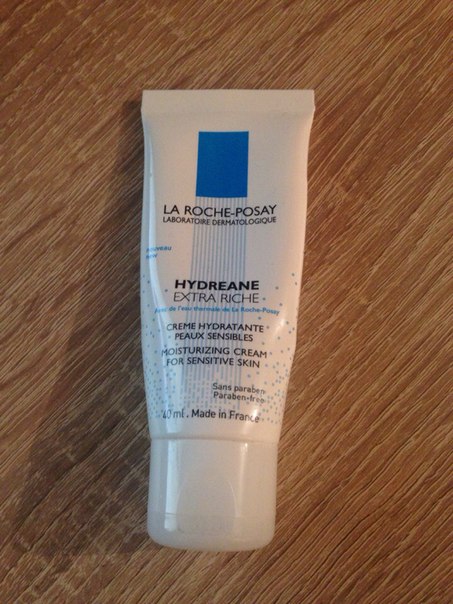 LA ROCHE-POSAY
LABORATOIRE DERMATOLOGIQUE
NOUVEAU
NEW
HYDREANE
EXTRA RICHE
Avec de l'eau thermale de La Roche-Posay
CREME HYDRATANTE
PEAUX SENSIBLES
MOISTURIZING CREAM
FOR SENSITIVE SKIN
Sans paraben
Paraben-free
40 ml. Made in France